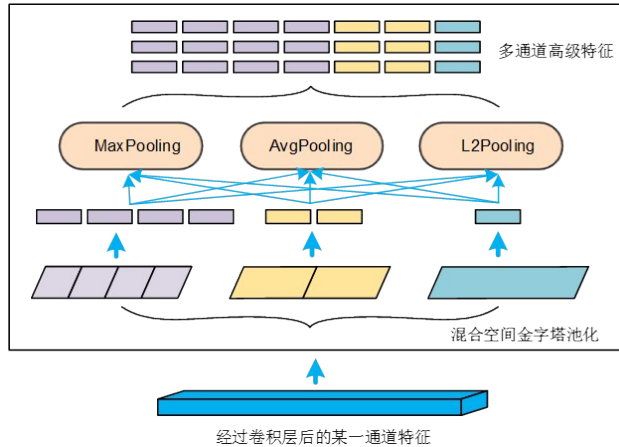 多通道高级特征
MaxPooling
AvgPooling
L2Pooling
混合空间金字塔池化
经过卷积层后的某一通道特征